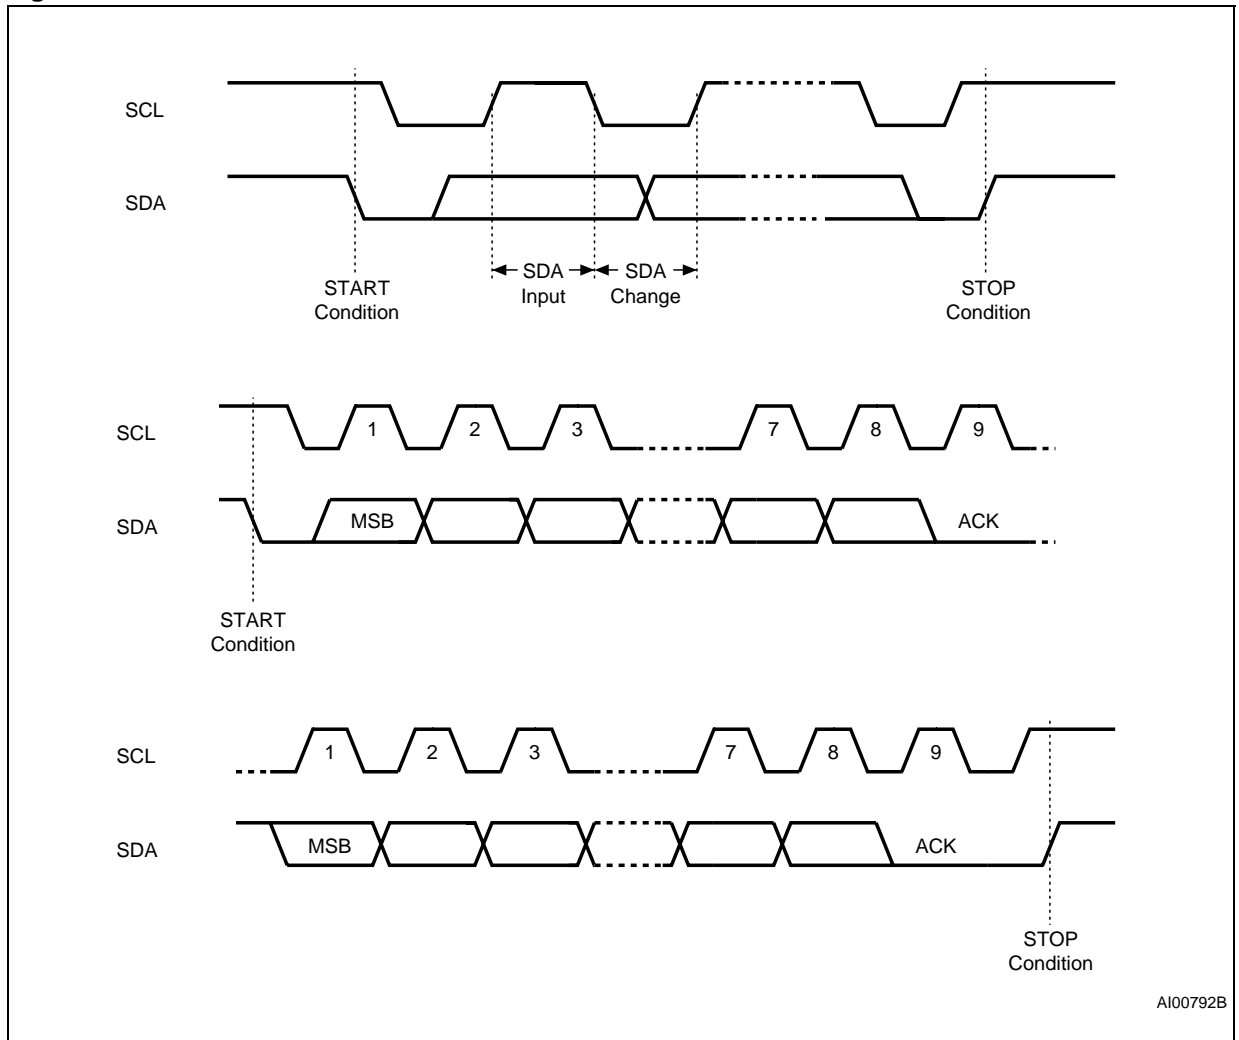 SCL
SDA
SDA
Input
SDA
Change
START
Condition
STOP
Condition
SCL
1
2
3
7
8
9
SDA
MSB
ACK
START
Condition
SCL
1
2
3
7
8
9
SDA
MSB
ACK
STOP
Condition
AI00792B